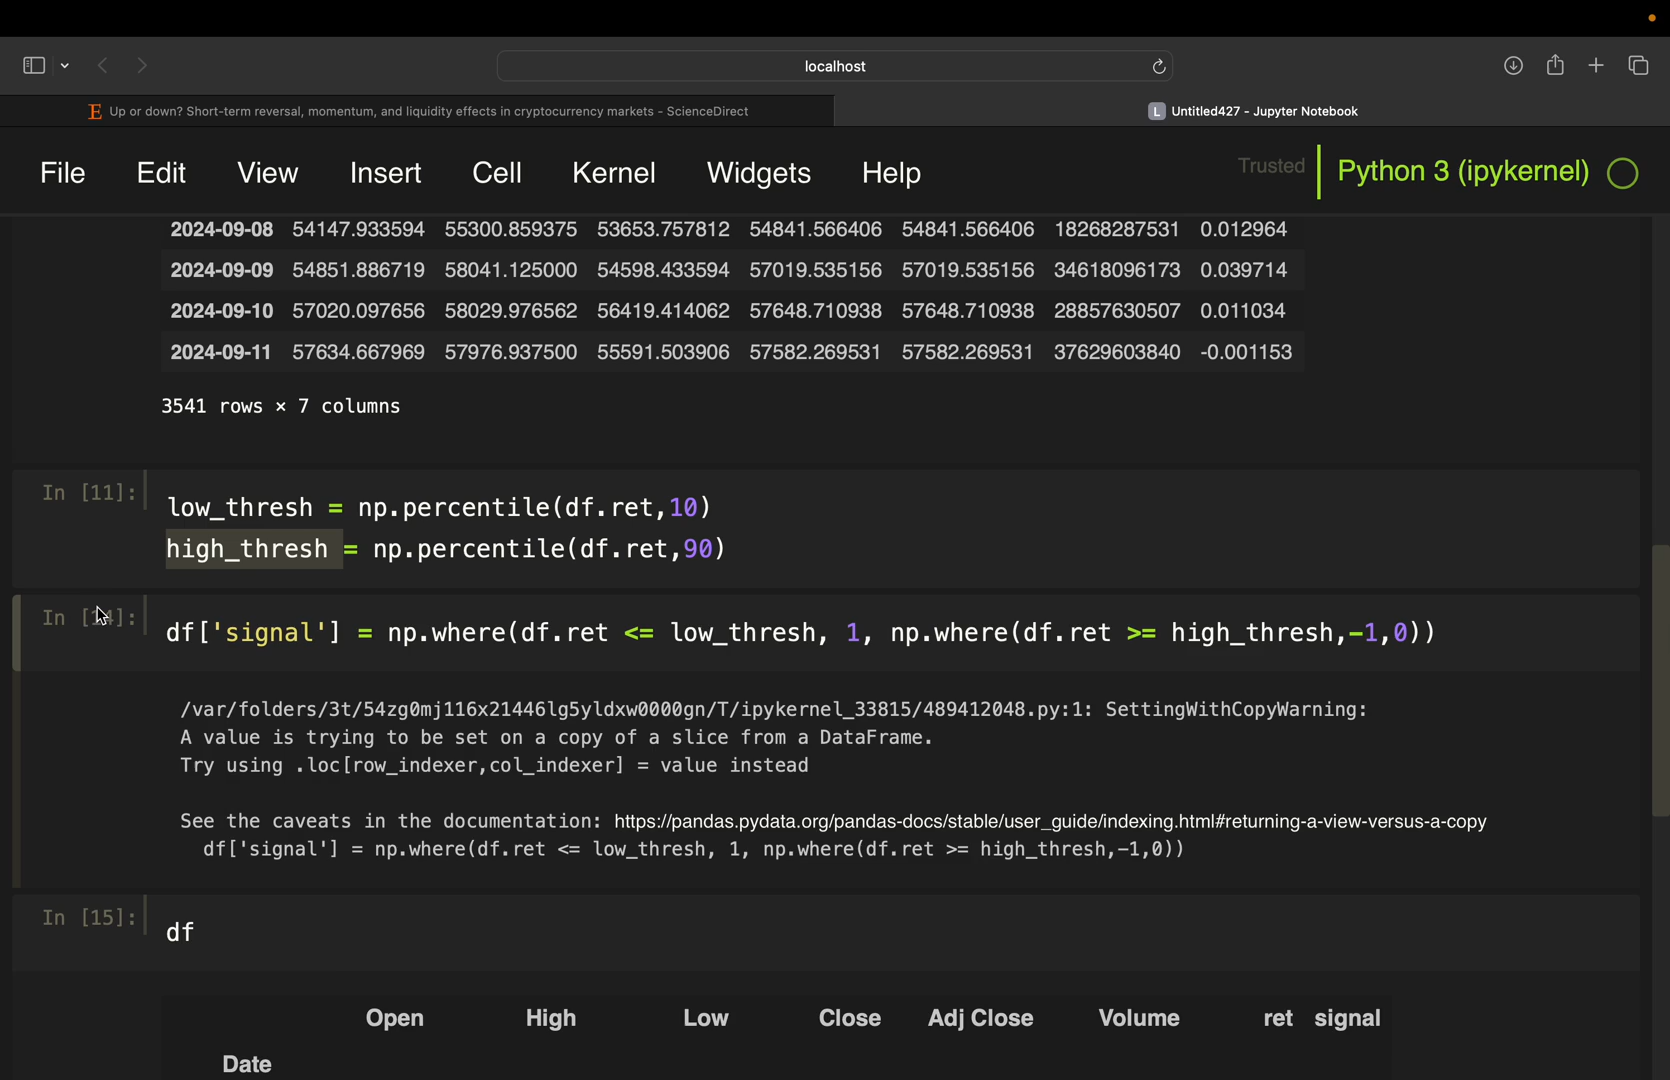 localhost
Up or down? Short-term reversal, momentum, and liquidity effects in cryptocurrency markets - ScienceDirect
L Untitled427 - Jupyter Notebook
File Edit View Insert Cell Kernel Widgets Help Trusted Python 3 (ipykernel)
2024-09-08 54147.933594 55300.859375 53653.757812 54841.566406 54841.566406 18268287531 0.012964
2024-09-09 54851.886719 58041.125000 54598.433594 57019.535156 57019.535156 34618096173 0.039714
2024-09-10 57020.097656 58029.976562 56419.414062 57648.710938 57648.710938 28857630507 0.011034
2024-09-11 57634.667969 57976.937500 55591.503906 57582.269531 57582.269531 37629603840 -0.001153
3541 rows × 7 columns
In [11]:
low_thresh = np.percentile(df.ret,10)
high_thresh = np.percentile(df.ret,90)
In [14]:
df['signal'] = np.where(df.ret <= low_thresh, 1, np.where(df.ret >= high_thresh,-1,0))
/var/folders/3t/54zg0mj116x21446lg5yldxw0000gn/T/ipykernel_33815/489412048.py:1: SettingWithCopyWarning:
A value is trying to be set on a copy of a slice from a DataFrame.
Try using .loc[row_indexer,col_indexer] = value instead
See the caveats in the documentation: https://pandas.pydata.org/pandas-docs/stable/user_guide/indexing.html#returning-a-view-versus-a-copy
df['signal'] = np.where(df.ret <= low_thresh, 1, np.where(df.ret >= high_thresh,-1,0))
In [15]:
df
Open High Low Close Adj Close Volume ret signal
Date